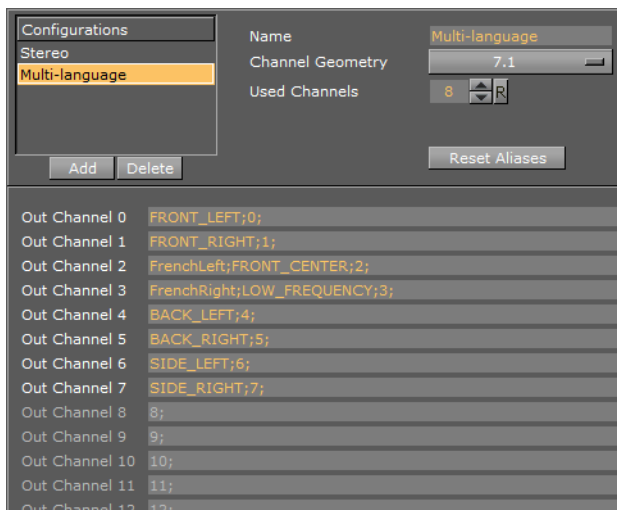 Configurations
Stereo
Multi-language
Add Delete
Name Multi-language
Channel Geometry 7.1
Used Channels 8 R
Reset Aliases
Out Channel 0 FRONT_LEFT;0;
Out Channel 1 FRONT_RIGHT;1;
Out Channel 2 FrenchLeft;FRONT_CENTER;2;
Out Channel 3 FrenchRight;LOW_FREQUENCY;3;
Out Channel 4 BACK_LEFT;4;
Out Channel 5 BACK_RIGHT;5;
Out Channel 6 SIDE_LEFT;6;
Out Channel 7 SIDE_RIGHT;7;
Out Channel 8 8;
Out Channel 9 9;
Out Channel 10 10;
Out Channel 11 11;
Out Channel 12 12;